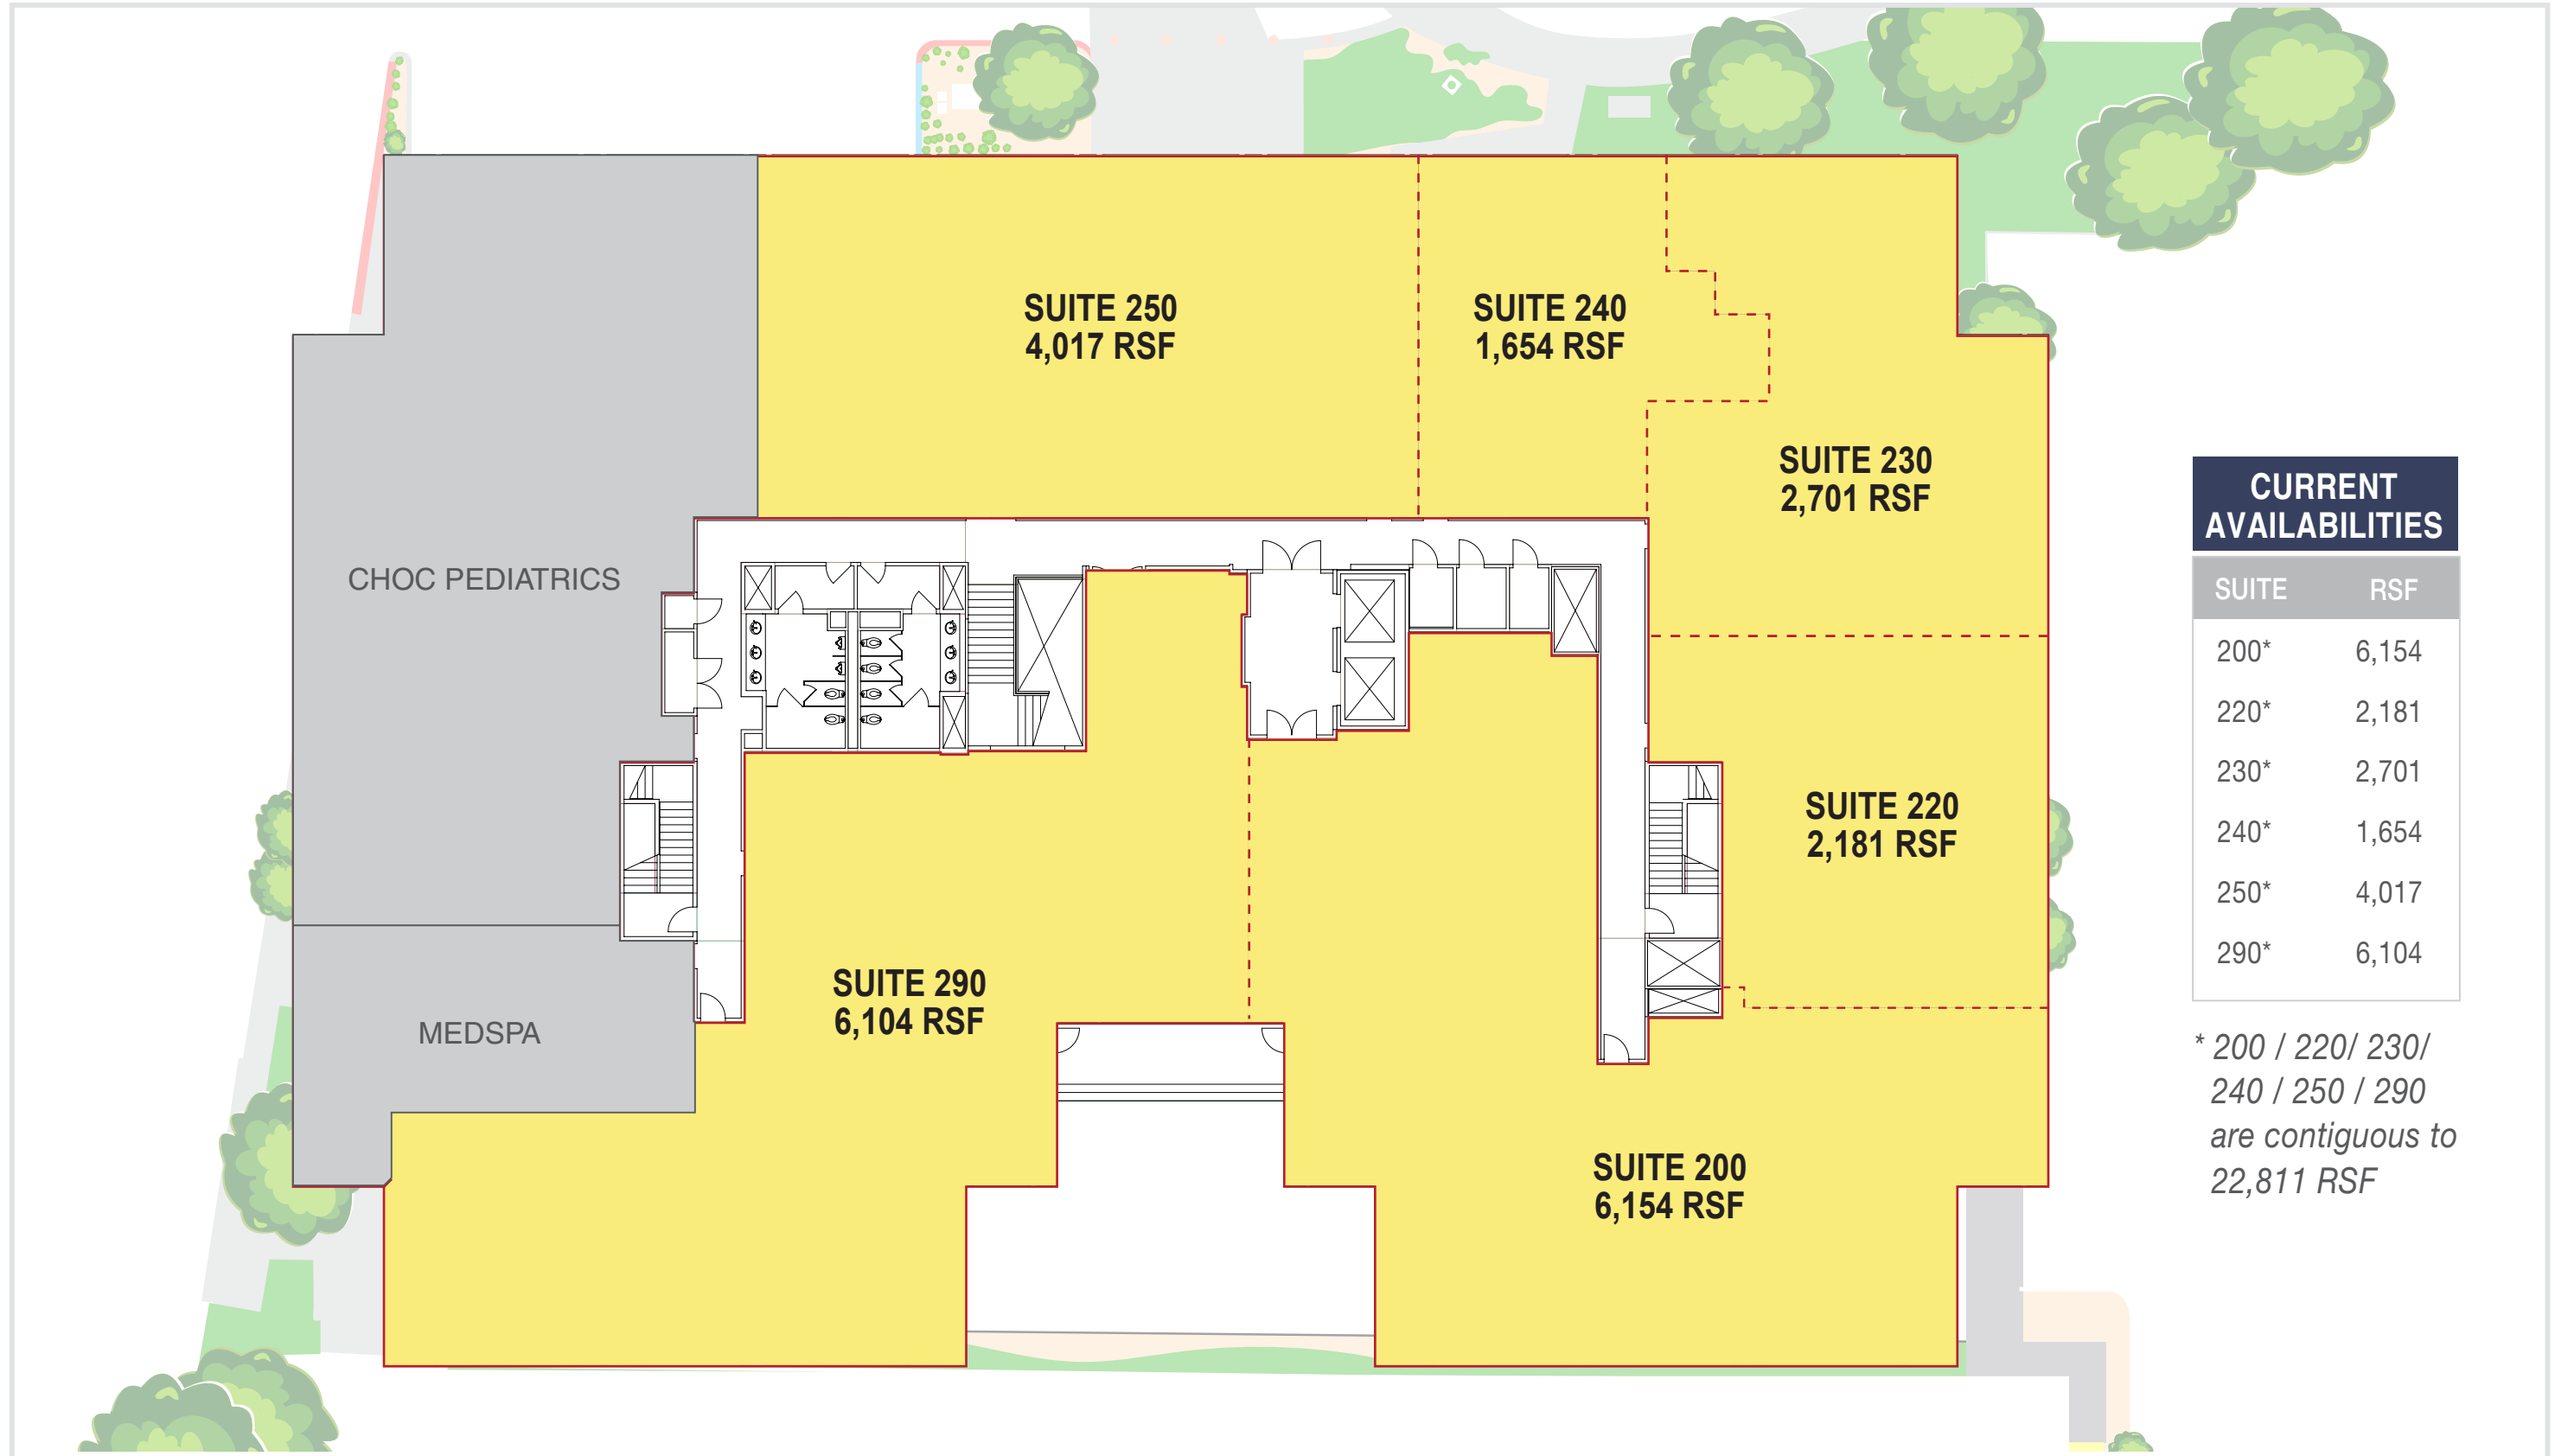 SUITE 250
4,017 RSF
SUITE 240
1,654 RSF
SUITE 230
2,701 RSF
CHOC PEDIATRICS
SUITE 220
2,181 RSF
SUITE 290
6,104 RSF
MEDSPA
SUITE 200
6,154 RSF
CURRENT
AVAILABILITIES
SUITE RSF
200* 6,154
220* 2,181
230* 2,701
240* 1,654
250* 4,017
290* 6,104
* 200 / 220/ 230/
240 / 250 / 290
are contiguous to
22,811 RSF